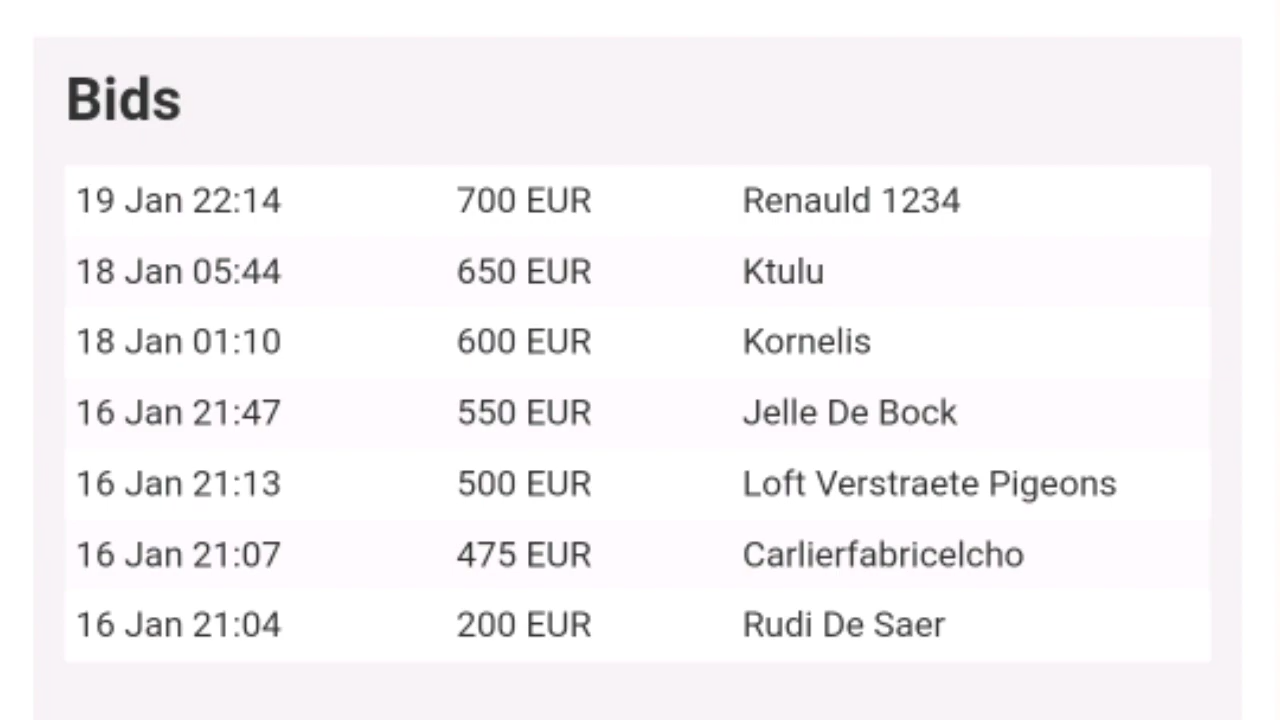 Bids
19 Jan 22:14 700 EUR Renauld 1234
18 Jan 05:44 650 EUR Ktulu
18 Jan 01:10 600 EUR Kornelis
16 Jan 21:47 550 EUR Jelle De Bock
16 Jan 21:13 500 EUR Loft Verstraete Pigeons
16 Jan 21:07 475 EUR Carlierfabricelcho
16 Jan 21:04 200 EUR Rudi De Saer